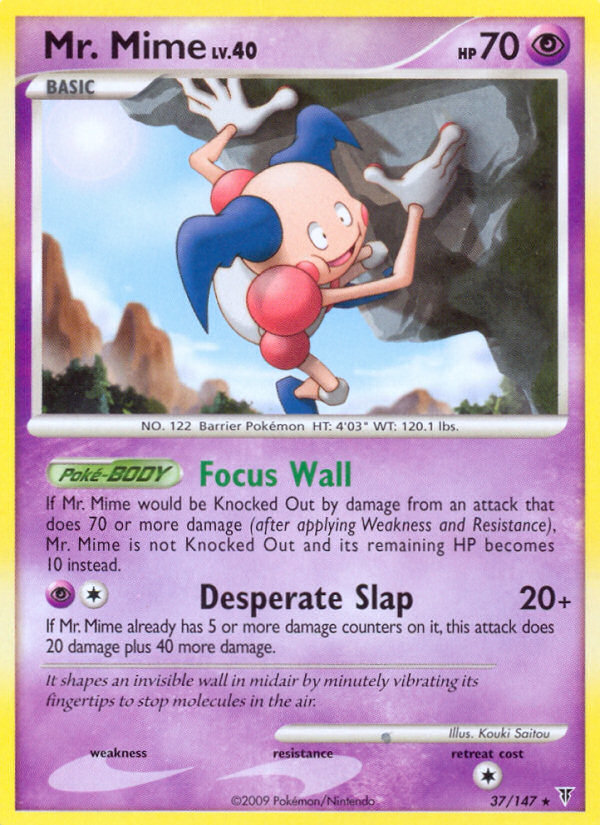 Mr. Mime LV.40 HP 70
BASIC
NO. 122 Barrier Pokémon HT: 4'03" WT: 120.1 lbs.
Poké-BODY Focus Wall
If Mr. Mime would be Knocked Out by damage from an attack that
does 70 or more damage (after applying Weakness and Resistance),
Mr. Mime is not Knocked Out and its remaining HP becomes
10 instead.
Desperate Slap 20+
If Mr. Mime already has 5 or more damage counters on it, this attack does
20 damage plus 40 more damage.
It shapes an invisible wall in midair by minutely vibrating its
fingertips to stop molecules in the air.
Illus. Kouki Saitou
weakness resistance retreat cost
©2009 Pokémon/Nintendo 37/147 ★